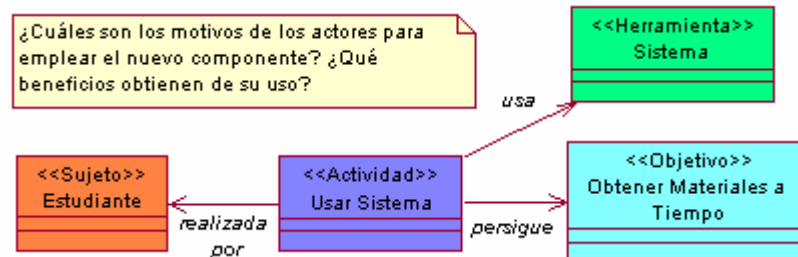 ¿Cuáles son los motivos de los actores para
emplear el nuevo componente? ¿Qué
beneficios obtienen de su uso?
<<Herramienta>>
Sistema
usa
<<Sujeto>>
Estudiante
realizada
por
<<Actividad>>
Usar Sistema
persigue
<<Objetivo>>
Obtener Materiales a
Tiempo